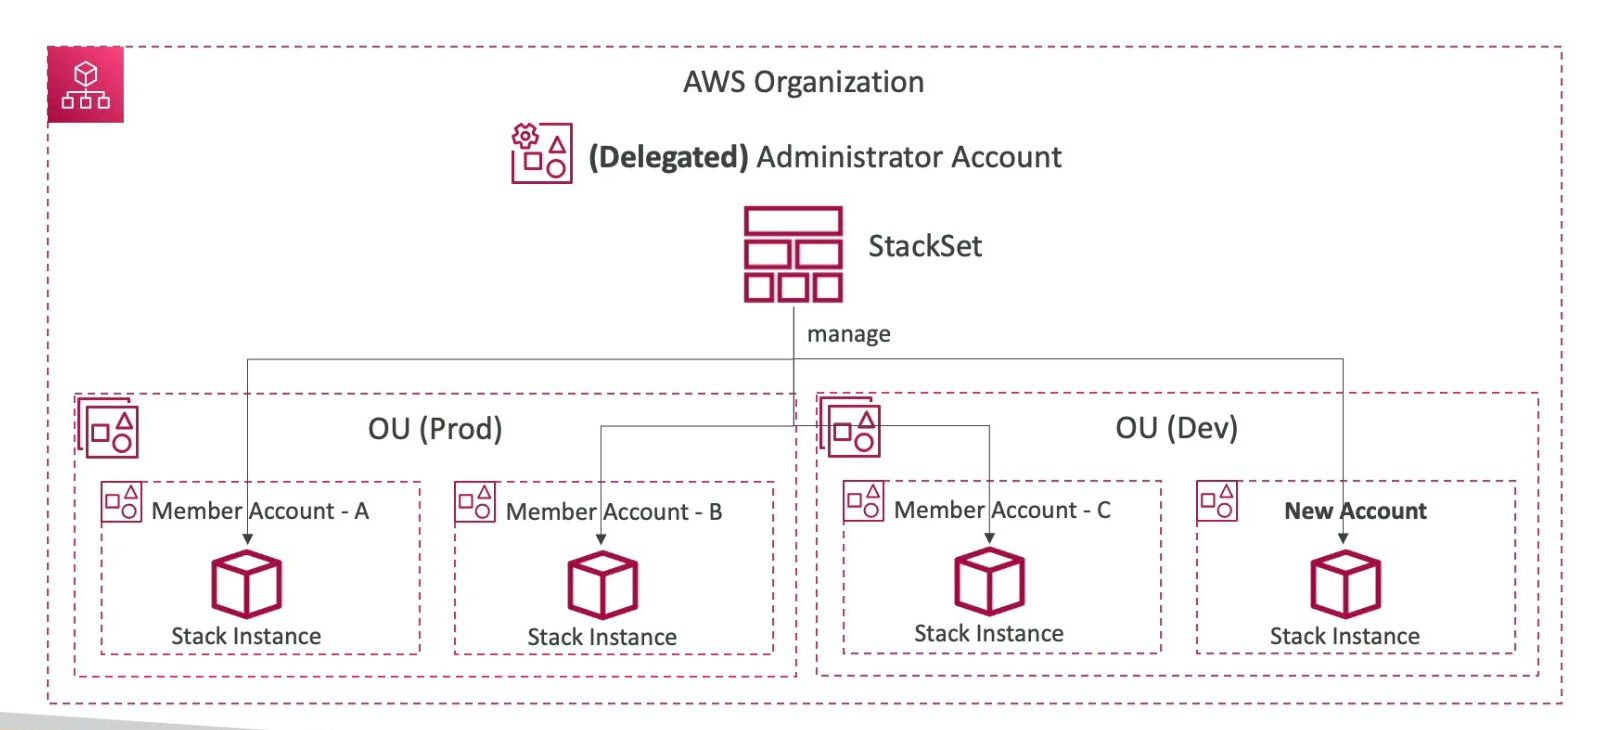 AWS Organization
(Delegated) Administrator Account
StackSet
manage
OU (Prod)
OU (Dev)
Member Account - A
Member Account - B
Member Account - C
New Account
Stack Instance
Stack Instance
Stack Instance
Stack Instance